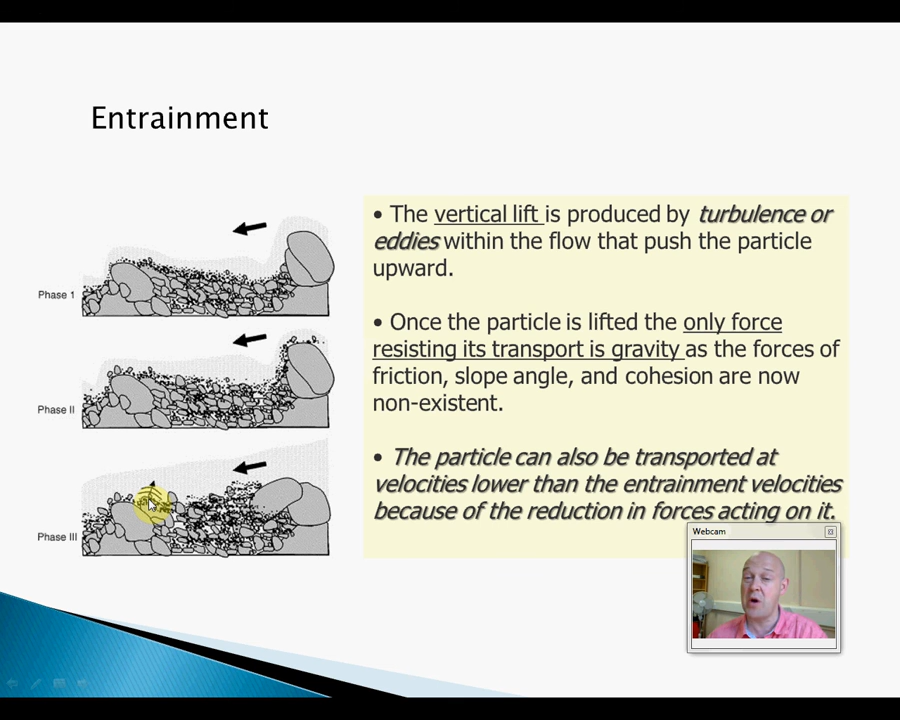 Entrainment
• The vertical lift is produced by turbulence or
eddies within the flow that push the particle
upward.
• Once the particle is lifted the only force
resisting its transport is gravity as the forces of
friction, slope angle, and cohesion are now
non-existent.
• The particle can also be transported at
velocities lower than the entrainment velocities
because of the reduction in forces acting on it.
Phase 1
Phase II
Phase III
Webcam